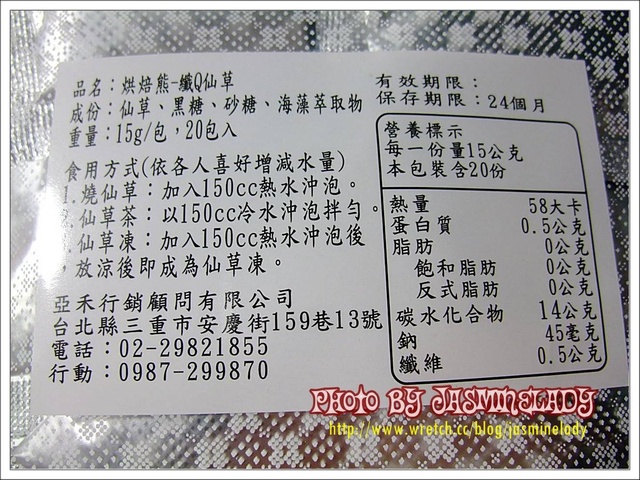 品名：烘焙熊-纖Q仙草
成份：仙草、黑糖、砂糖、海藻萃取物
重量：15g/包，20包入
食用方式(依各人喜好增減水量)
1.燒仙草：加入150cc熱水沖泡。
2.仙草茶：以150cc冷水沖泡拌勻。
仙草凍：加入150cc熱水沖泡後
，放涼後即成為仙草凍。
亞禾行銷顧問有限公司
台北縣三重市安慶街159巷13號
電話：02-29821855
行動：0987-299870
有效期限：
保存期限：24個月
營養標示
每一份量15公克
本包裝含20份
熱量 58大卡
蛋白質 0.5公克
脂肪 0公克
飽和脂肪 0公克
反式脂肪 0公克
碳水化合物 14公克
鈉 45毫克
纖維 0.5公克
PHOTO BY JASMINELADY
http://www.wretch.cc/blog/jasminelady